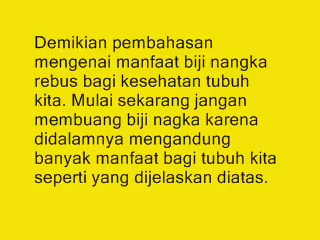 Demikian pembahasan
mengenai manfaat biji nangka
rebus bagi kesehatan tubuh
kita. Mulai sekarang jangan
membuang biji nagka karena
didalamnya mengandung
banyak manfaat bagi tubuh kita
seperti yang dijelaskan diatas.